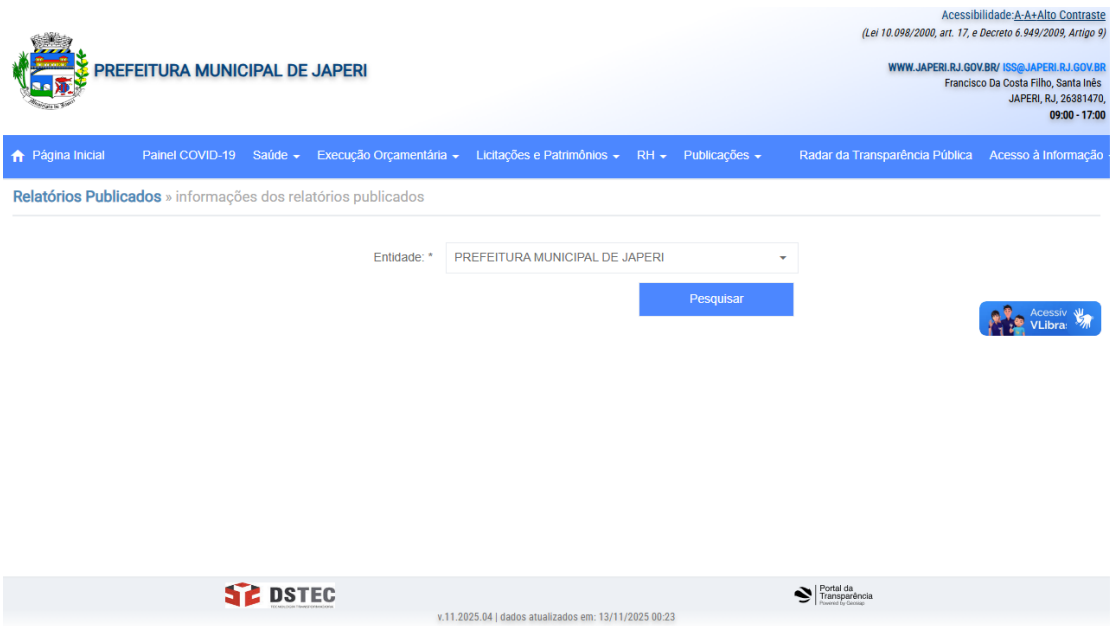 Acessibilidade:A-A+Alto Contraste
(Lei 10.098/2000, art. 17, e Decreto 6.949/2009, Artigo 9)
PREFEITURA MUNICIPAL DE JAPERI
WWW.JAPERI.RJ.GOV.BR/ ISS@JAPERI.RJ.GOV.BR
Francisco Da Costa Filho, Santa Inês
JAPERI, RJ, 26381470,
09:00 - 17:00
Página Inicial Painel COVID-19 Saúde Execução Orçamentária Licitações e Patrimônios RH Publicações Radar da Transparência Pública Acesso à Informação
Relatórios Publicados » informações dos relatórios publicados
Entidade: * PREFEITURA MUNICIPAL DE JAPERI
Pesquisar
Acessív
VLibra
DSTEC
Portal da
Transparência
Powered by Geosiap
v.11.2025.04 | dados atualizados em: 13/11/2025 00:23